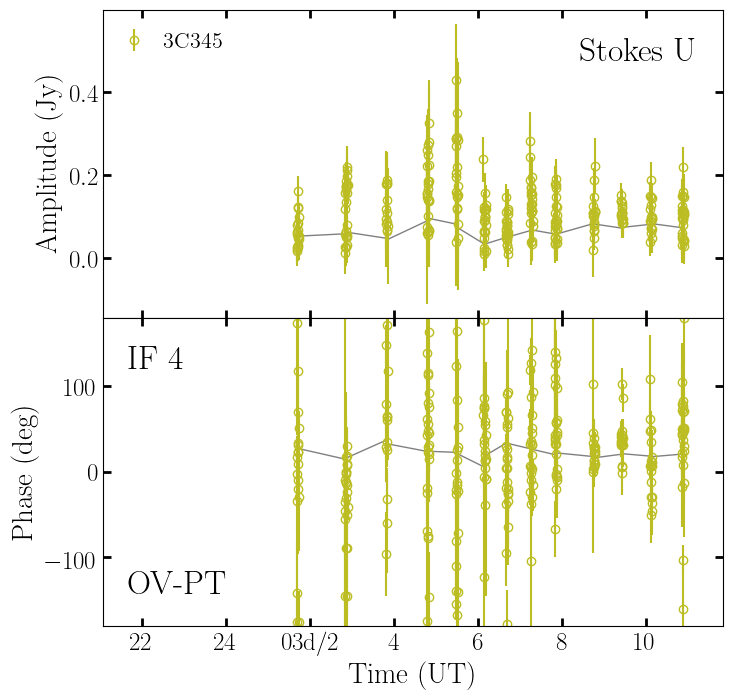 3C345
Stokes U
Amplitude (Jy)
0.4
0.2
0.0
IF 4
Phase (deg)
100
0
−100
OV-PT
22 24 03d/2 4 6 8 10
Time (UT)